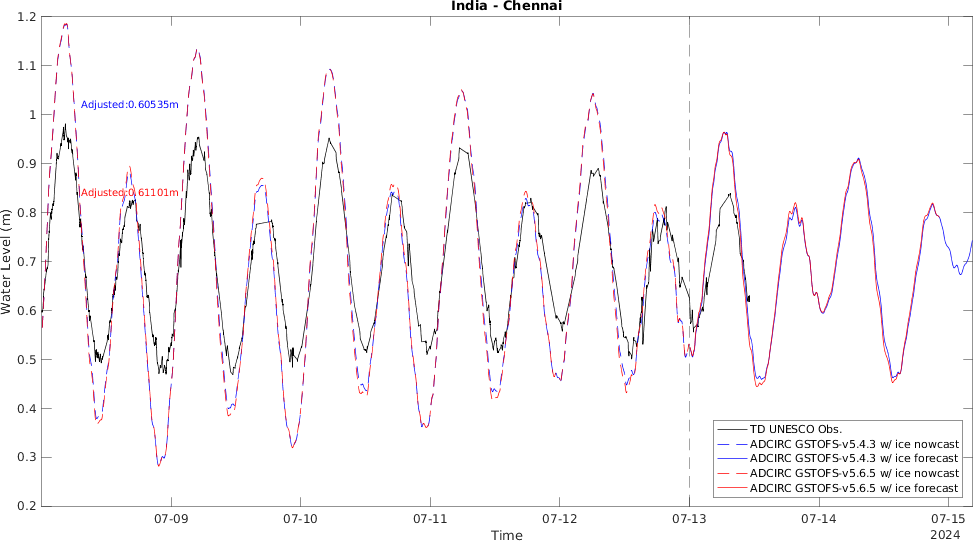 India - Chennai
1.2
1.1
1
0.9
0.8
0.7
0.6
0.5
0.4
0.3
0.2
Water Level (m)
Adjusted:0.60535m
Adjusted:0.61101m
TD UNESCO Obs.
ADCIRC GSTOFS-v5.4.3 w/ ice nowcast
ADCIRC GSTOFS-v5.4.3 w/ ice forecast
ADCIRC GSTOFS-v5.6.5 w/ ice nowcast
ADCIRC GSTOFS-v5.6.5 w/ ice forecast
07-09
07-10
07-11
07-12
07-13
07-14
07-15
Time
2024